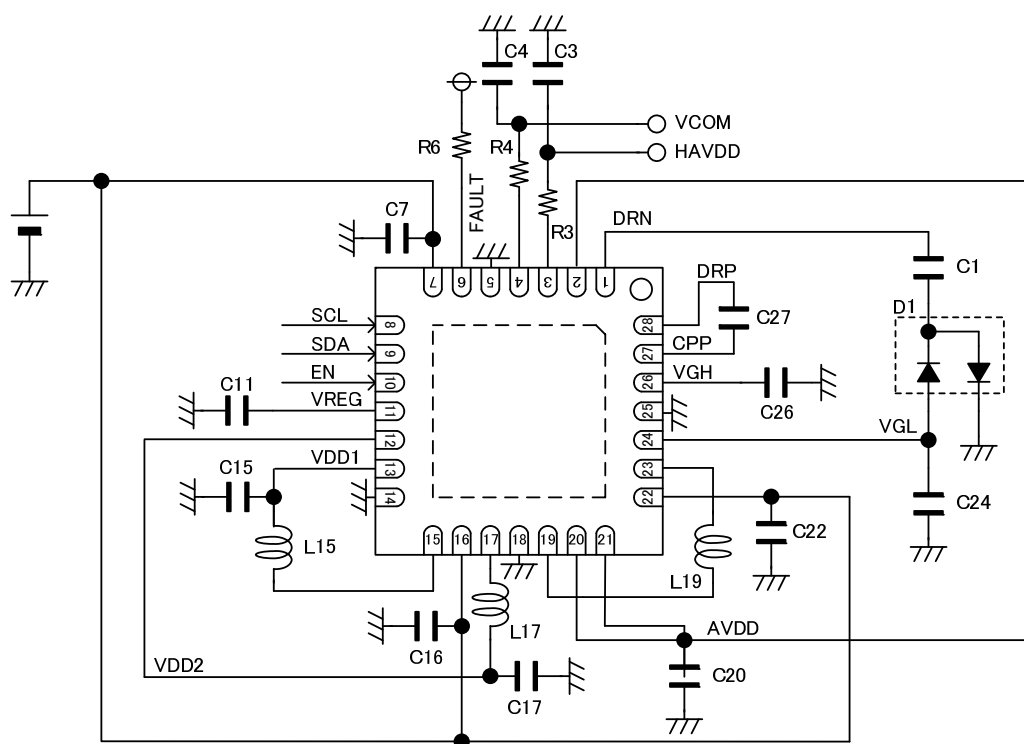 C4
C3
VCOM
R6
R4
HAVDD
FAULT
C7
R3
DRN
7
6
5
4
3
2
1
DRP
C1
D1
SCL
8
28
C27
SDA
9
27
CPP
EN
10
26
VGH
C11
VREG
11
25
C26
12
24
VGL
C15
VDD1
13
23
14
22
C24
L15
15
16
17
18
19
20
21
C22
L19
C16
L17
AVDD
VDD2
C20
C17